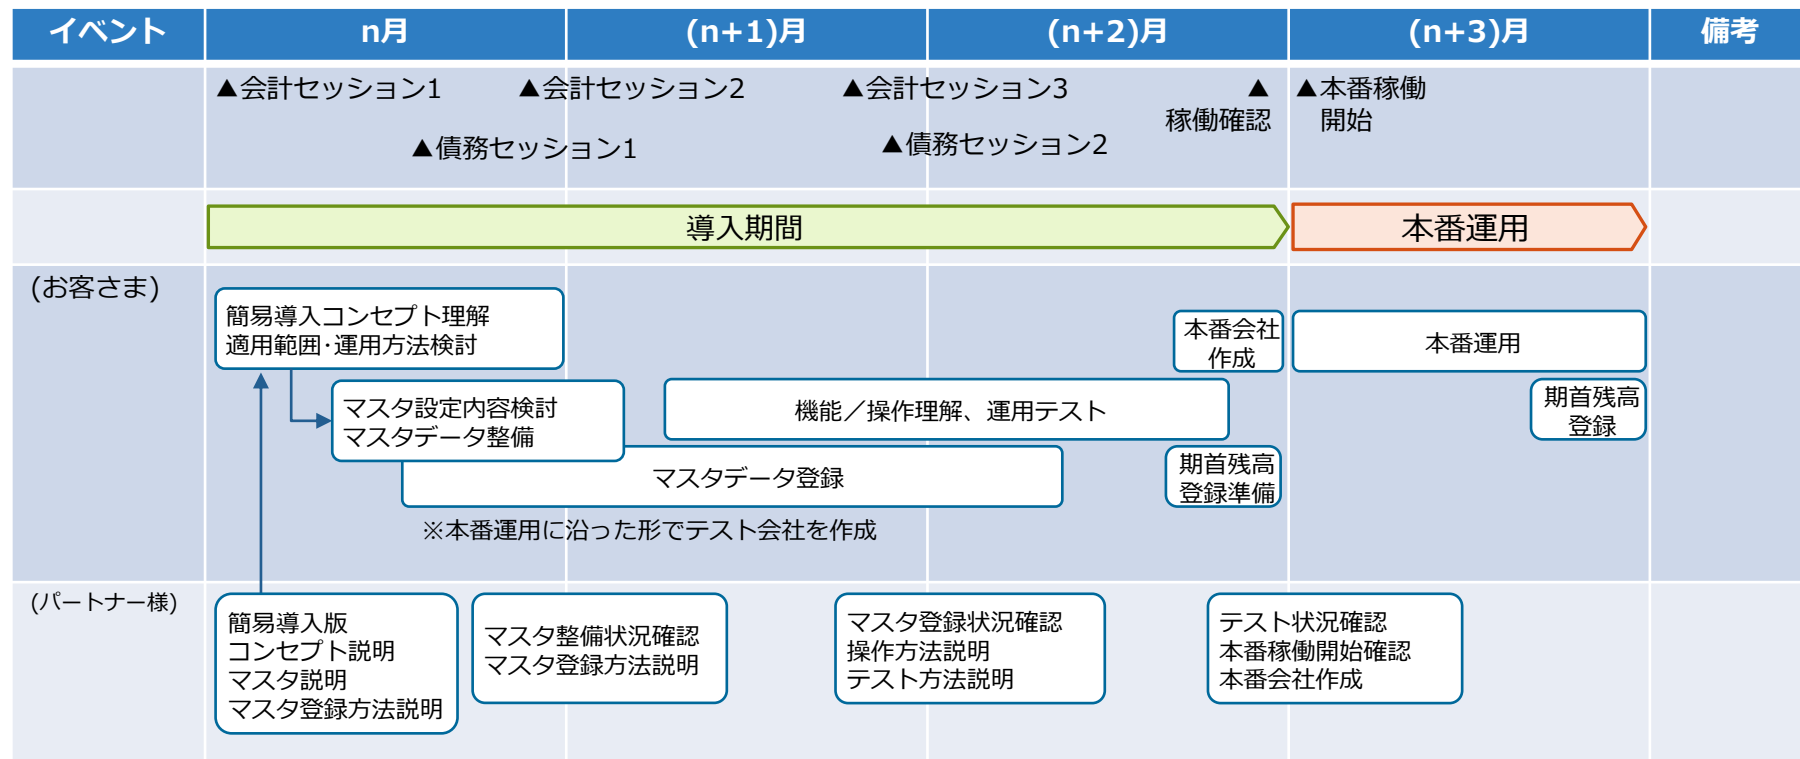 イベント
n月
(n+1)月
(n+2)月
(n+3)月
備考
▲会計セッション1
▲会計セッション2
▲会計セッション3
▲
稼働確認
▲本番稼働
開始
▲債務セッション1
▲債務セッション2
導入期間
本番運用
(お客さま)
簡易導入コンセプト理解
適用範囲･運用方法検討
本番会社
作成
本番運用
マスタ設定内容検討
マスタデータ整備
機能／操作理解、運用テスト
期首残高
登録
マスタデータ登録
期首残高
登録準備
※本番運用に沿った形でテスト会社を作成
(パートナー様)
簡易導入版
コンセプト説明
マスタ説明
マスタ登録方法説明
マスタ整備状況確認
マスタ登録方法説明
マスタ登録状況確認
操作方法説明
テスト方法説明
テスト状況確認
本番稼働開始確認
本番会社作成